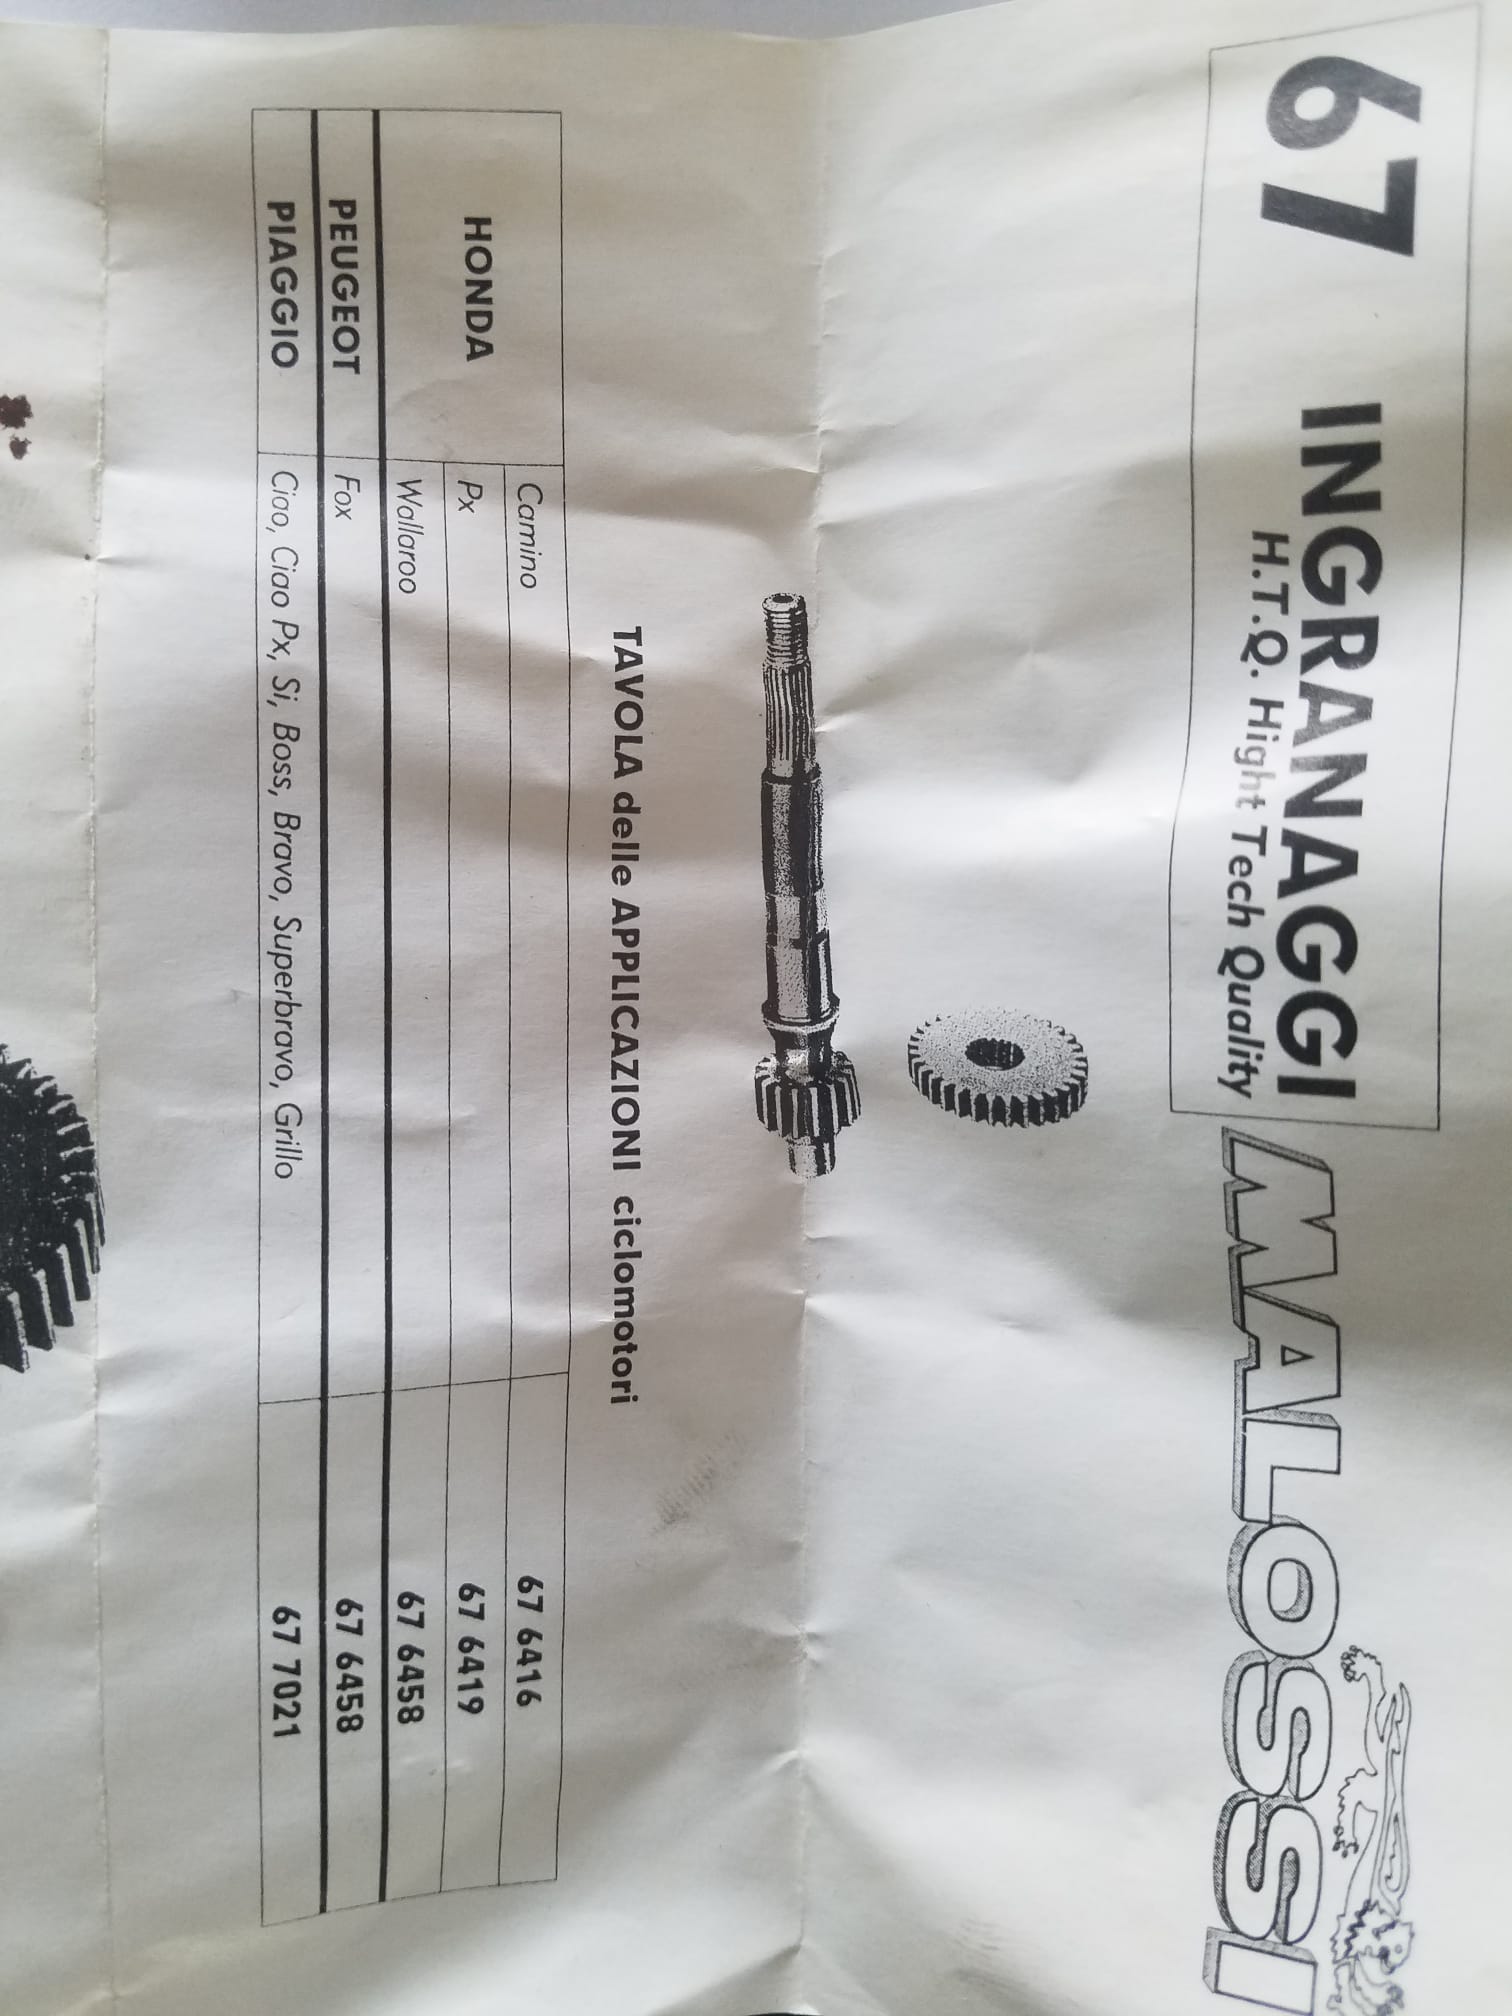 67 INGRANAGGI
H.T.Q. Hight Tech Quality
MALOSSI
TAVOLA delle APPLICAZIONI ciclomotori
HONDA Camino 67 6416
Px 67 6419
Wallaroo 67 6458
PEUGEOT Fox 67 6458
PIAGGIO Ciao, Ciao Px, Si, Boss, Bravo, Superbravo, Grillo 67 7021